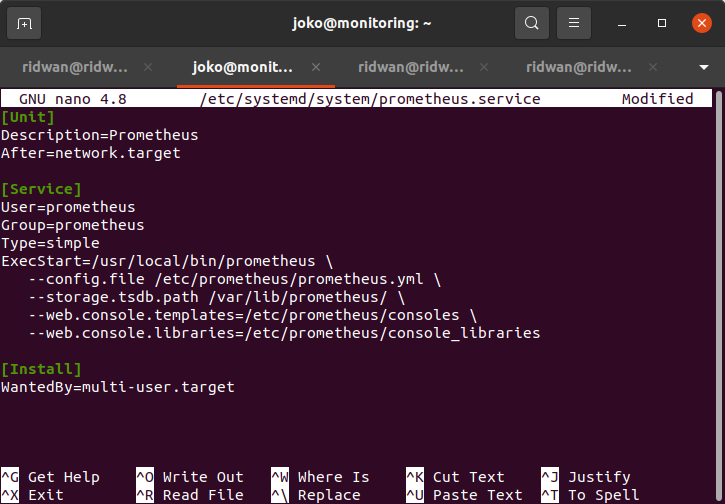 joko@monitoring: ~
ridwan@ridw... × joko@monit... × ridwan@ridw... × ridwan@ridw... ×
GNU nano 4.8 /etc/systemd/system/prometheus.service Modified
[Unit]
Description=Prometheus
After=network.target

[Service]
User=prometheus
Group=prometheus
Type=simple
ExecStart=/usr/local/bin/prometheus \
    --config.file /etc/prometheus/prometheus.yml \
    --storage.tsdb.path /var/lib/prometheus/ \
    --web.console.templates=/etc/prometheus/consoles \
    --web.console.libraries=/etc/prometheus/console_libraries

[Install]
WantedBy=multi-user.target

^G Get Help ^O Write Out ^W Where Is ^K Cut Text ^J Justify
^X Exit ^R Read File ^\ Replace ^U Paste Text ^T To Spell